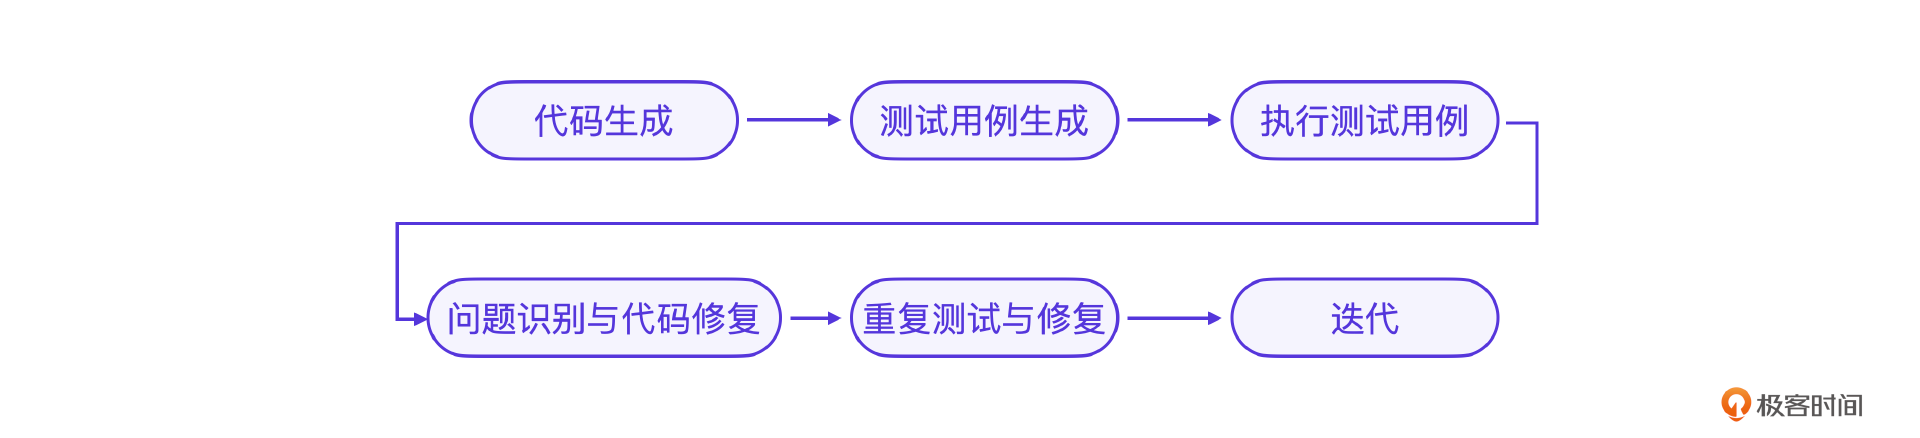 代码生成
测试用例生成
执行测试用例
问题识别与代码修复
重复测试与修复
迭代
极客时间